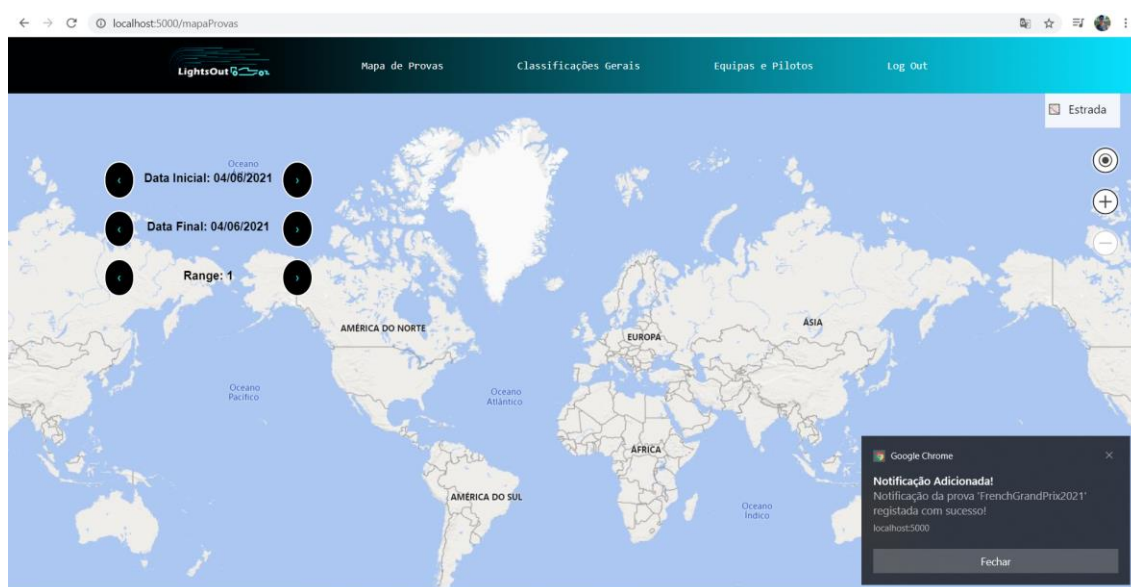 localhost:5000/mapaProvas
LightsOut
Mapa de Provas
Classificações Gerais
Equipas e Pilotos
Log Out
Estrada
Oceano
Data Inicial: 04/06/2021
Data Final: 04/06/2021
Range: 1
AMÉRICA DO NORTE
EUROPA
ÁSIA
Oceano
Pacífico
Oceano
Atlântico
ÁFRICA
AMÉRICA DO SUL
Oceano
Índico
Google Chrome
Notificação Adicionada!
Notificação da prova 'FrenchGrandPrix2021'
registada com sucesso!
localhost:5000
Fechar